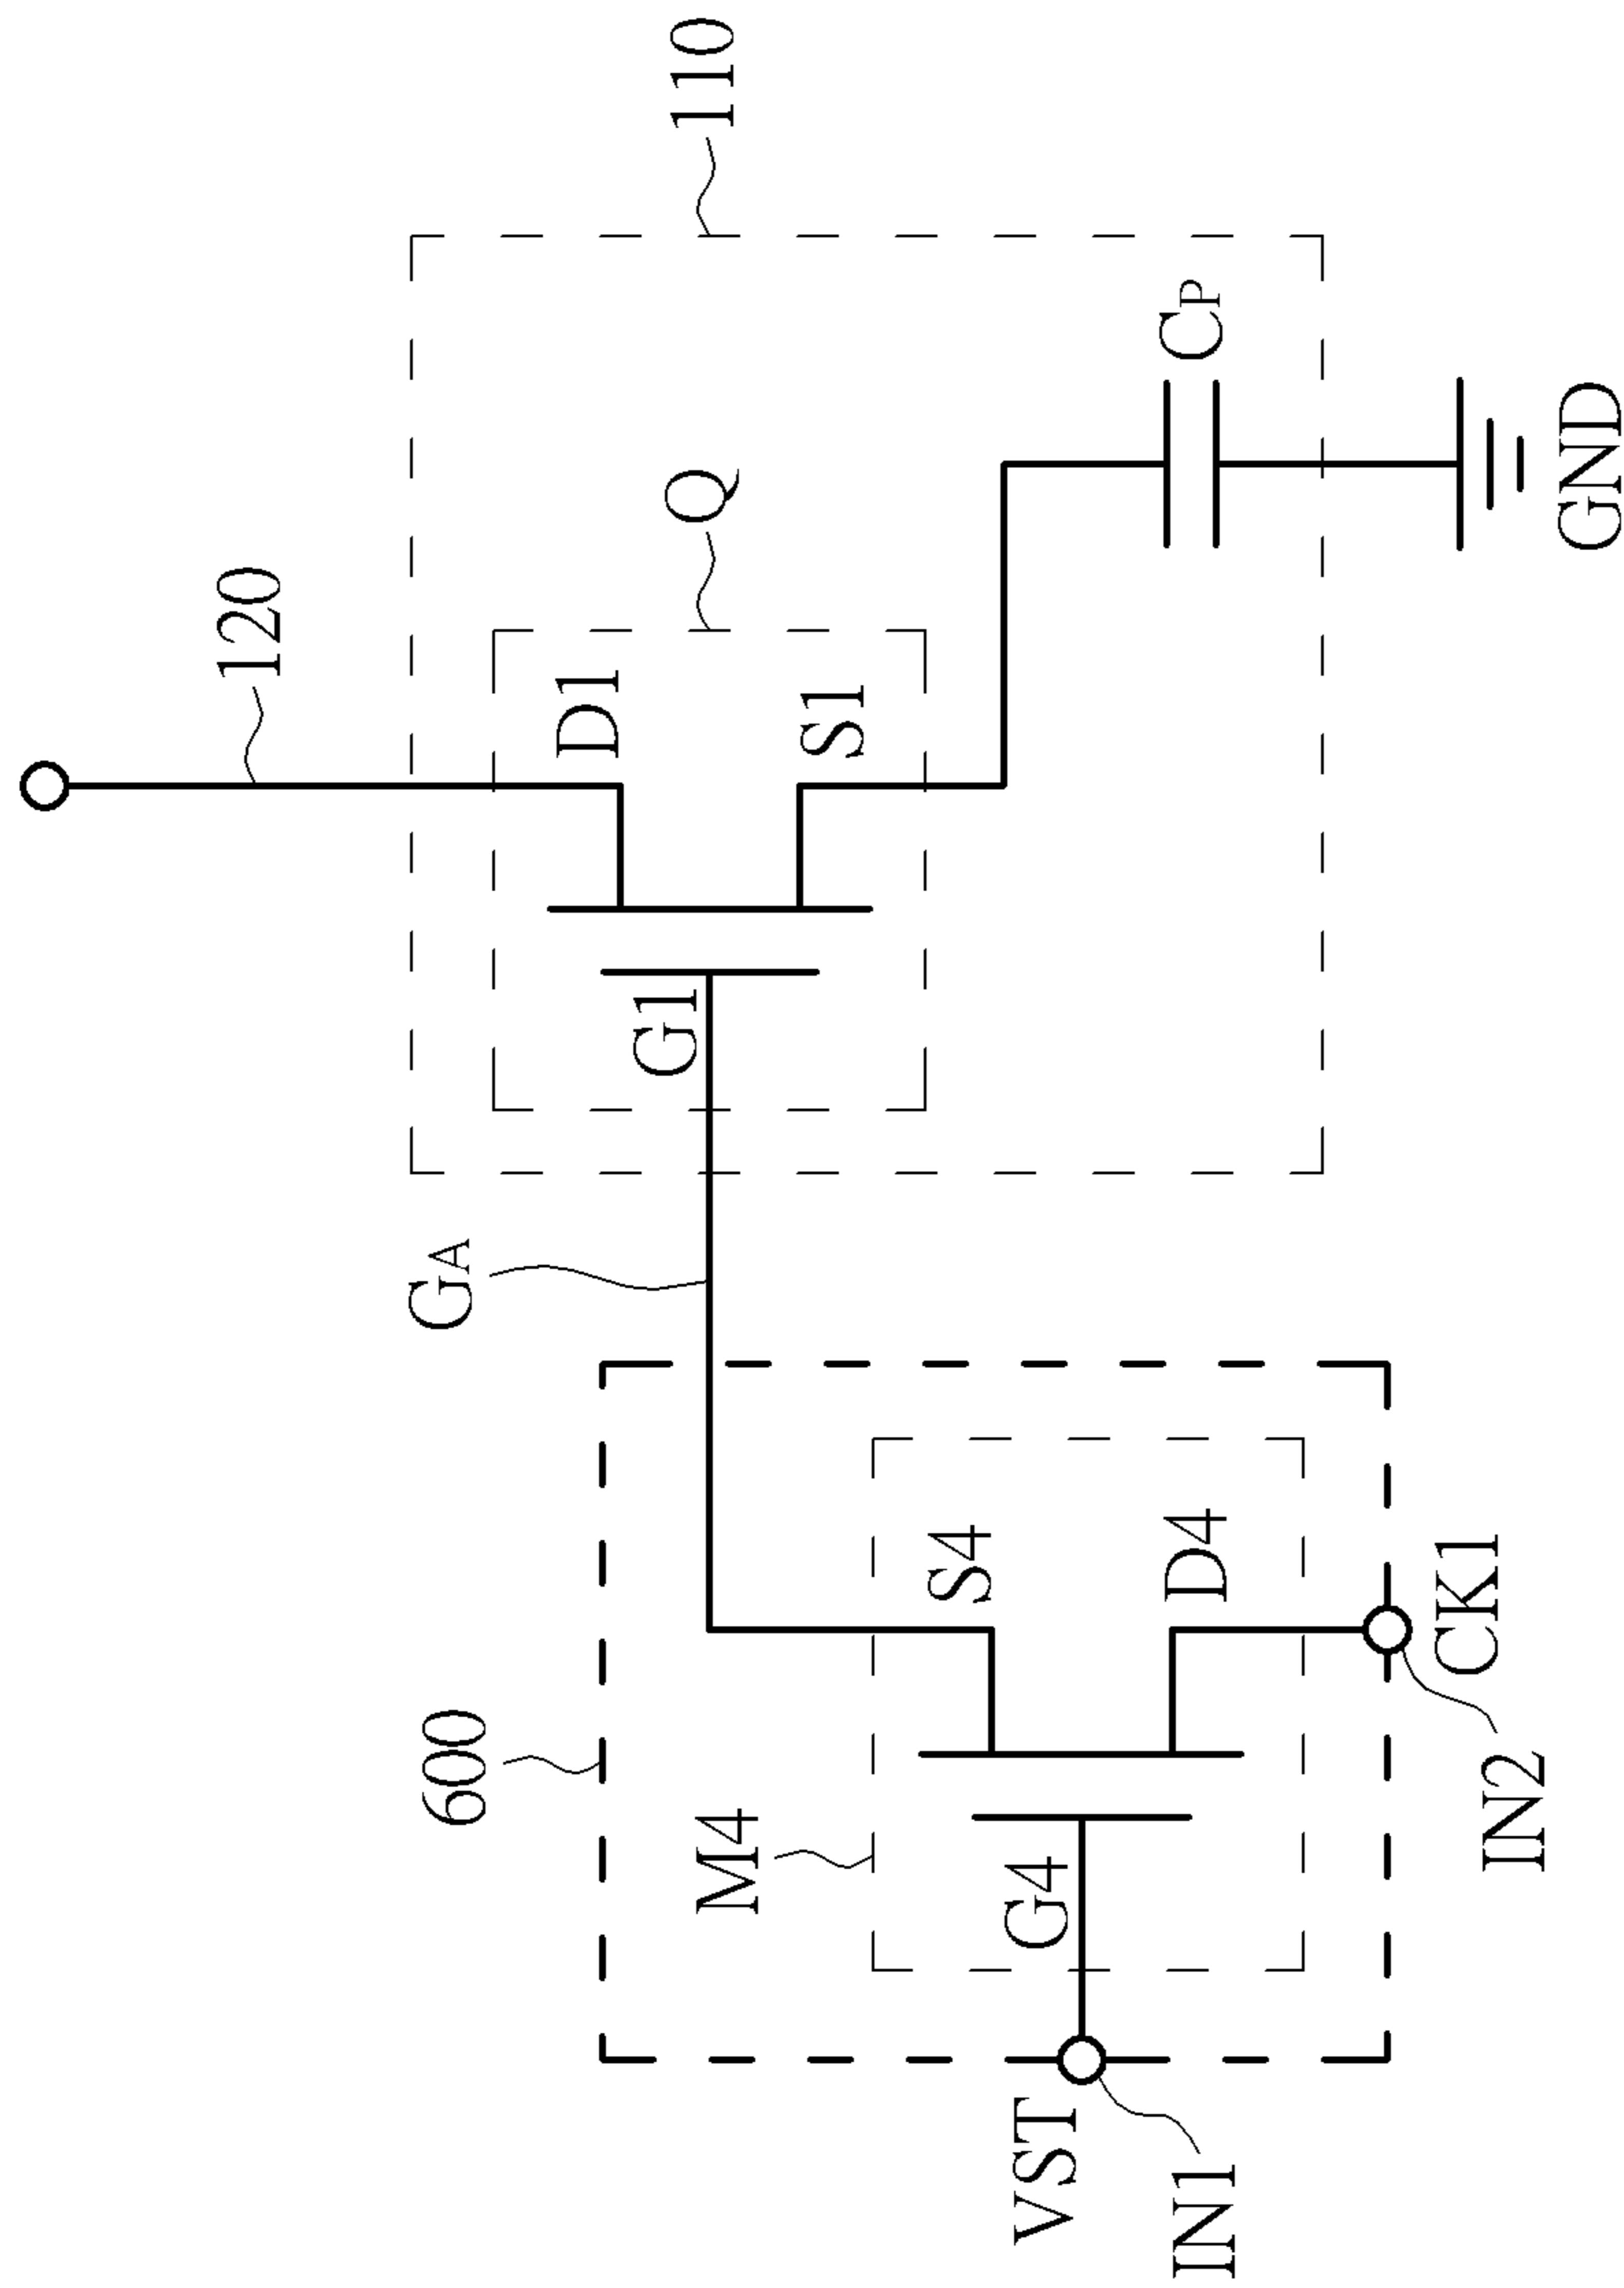 110
120
Q
CP
D1
S1
GND
G1
GA
600
S4
D4
M4
CK1
G4
IN2
VST
IN1